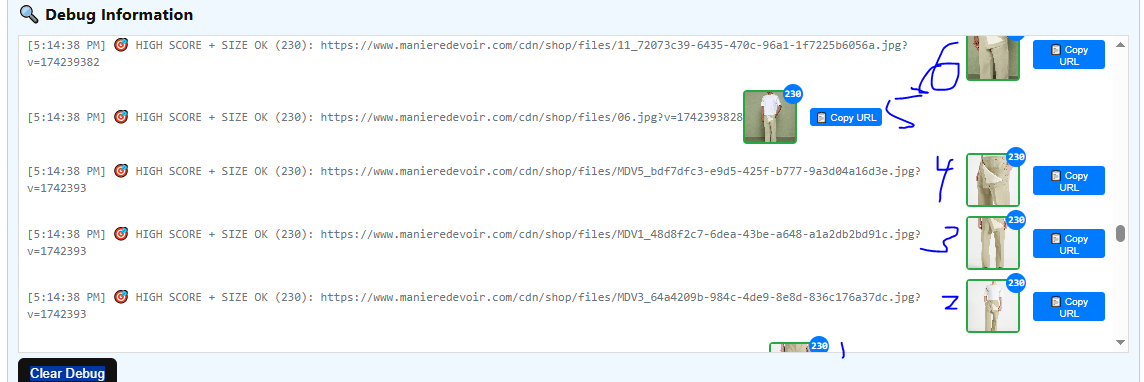 🔍 Debug Information
[5:14:38 PM] 🎯 HIGH SCORE + SIZE OK (230): https://www.manieredevoir.com/cdn/shop/files/11_72073c39-6435-470c-96a1-1f7225b6056a.jpg?
v=174239382
6
📋 Copy
URL
[5:14:38 PM] 🎯 HIGH SCORE + SIZE OK (230): https://www.manieredevoir.com/cdn/shop/files/06.jpg?v=1742393828
230
📋 Copy URL
5
[5:14:38 PM] 🎯 HIGH SCORE + SIZE OK (230): https://www.manieredevoir.com/cdn/shop/files/MDV5_bdf7dfc3-e9d5-425f-b777-9a3d04a16d3e.jpg?
v=1742393
4
230
📋 Copy
URL
[5:14:38 PM] 🎯 HIGH SCORE + SIZE OK (230): https://www.manieredevoir.com/cdn/shop/files/MDV1_48d8f2c7-6dea-43be-a648-a1a2db2bd91c.jpg?
v=1742393
3
230
📋 Copy
URL
[5:14:38 PM] 🎯 HIGH SCORE + SIZE OK (230): https://www.manieredevoir.com/cdn/shop/files/MDV3_64a4209b-984c-4de9-8e8d-836c176a37dc.jpg?
v=1742393
2
230
📋 Copy
URL
230
1
Clear Debug